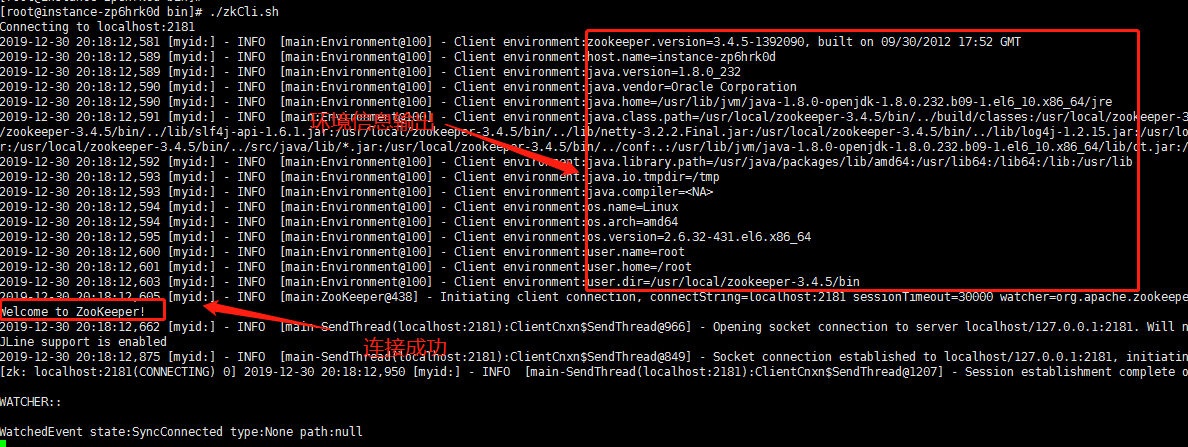 [root@instance-zp6hrk0d bin]#
[root@instance-zp6hrk0d bin]# ./zkCli.sh
Connecting to localhost:2181
2019-12-30 20:18:12,581 [myid:] - INFO  [main:Environment@100] - Client environment:zookeeper.version=3.4.5-1392090, built on 09/30/2012 17:52 GMT
2019-12-30 20:18:12,589 [myid:] - INFO  [main:Environment@100] - Client environment:host.name=instance-zp6hrk0d
2019-12-30 20:18:12,589 [myid:] - INFO  [main:Environment@100] - Client environment:java.version=1.8.0_232
2019-12-30 20:18:12,590 [myid:] - INFO  [main:Environment@100] - Client environment:java.vendor=Oracle Corporation
2019-12-30 20:18:12,590 [myid:] - INFO  [main:Environment@100] - Client environment:java.home=/usr/lib/jvm/java-1.8.0-openjdk-1.8.0.232.b09-1.el6_10.x86_64/jre
2019-12-30 20:18:12,591 [myid:] - INFO  [main:Environment@100] - Client environment:java.class.path=/usr/local/zookeeper-3.4.5/bin/../build/classes:/usr/local/zookeeper-3
环境信息输出
/zookeeper-3.4.5/bin/../lib/slf4j-api-1.6.1.jar:/usr/local/zookeeper-3.4.5/bin/../lib/netty-3.2.2.Final.jar:/usr/local/zookeeper-3.4.5/bin/../lib/log4j-1.2.15.jar:/usr/lo
r:/usr/local/zookeeper-3.4.5/bin/../src/java/lib/*.jar:/usr/local/zookeeper-3.4.5/bin/../conf:.:/usr/lib/jvm/java-1.8.0-openjdk-1.8.0.232.b09-1.el6_10.x86_64/lib/dt.jar:/
2019-12-30 20:18:12,592 [myid:] - INFO  [main:Environment@100] - Client environment:java.library.path=/usr/java/packages/lib/amd64:/usr/lib64:/lib64:/lib:/usr/lib
2019-12-30 20:18:12,593 [myid:] - INFO  [main:Environment@100] - Client environment:java.io.tmpdir=/tmp
2019-12-30 20:18:12,593 [myid:] - INFO  [main:Environment@100] - Client environment:java.compiler=<NA>
2019-12-30 20:18:12,594 [myid:] - INFO  [main:Environment@100] - Client environment:os.name=Linux
2019-12-30 20:18:12,594 [myid:] - INFO  [main:Environment@100] - Client environment:os.arch=amd64
2019-12-30 20:18:12,595 [myid:] - INFO  [main:Environment@100] - Client environment:os.version=2.6.32-431.el6.x86_64
2019-12-30 20:18:12,600 [myid:] - INFO  [main:Environment@100] - Client environment:user.name=root
2019-12-30 20:18:12,601 [myid:] - INFO  [main:Environment@100] - Client environment:user.home=/root
2019-12-30 20:18:12,603 [myid:] - INFO  [main:Environment@100] - Client environment:user.dir=/usr/local/zookeeper-3.4.5/bin
2019-12-30 20:18:12,605 [myid:] - INFO  [main:ZooKeeper@438] - Initiating client connection, connectString=localhost:2181 sessionTimeout=30000 watcher=org.apache.zookeepe
Welcome to ZooKeeper!
2019-12-30 20:18:12,662 [myid:] - INFO  [main-SendThread(localhost:2181):ClientCnxn$SendThread@966] - Opening socket connection to server localhost/127.0.0.1:2181. Will n
JLine support is enabled
连接成功
2019-12-30 20:18:12,875 [myid:] - INFO  [main-SendThread(localhost:2181):ClientCnxn$SendThread@849] - Socket connection established to localhost/127.0.0.1:2181, initiatin
[zk: localhost:2181(CONNECTING) 0] 2019-12-30 20:18:12,950 [myid:] - INFO  [main-SendThread(localhost:2181):ClientCnxn$SendThread@1207] - Session establishment complete o
WATCHER::
WatchedEvent state:SyncConnected type:None path:null